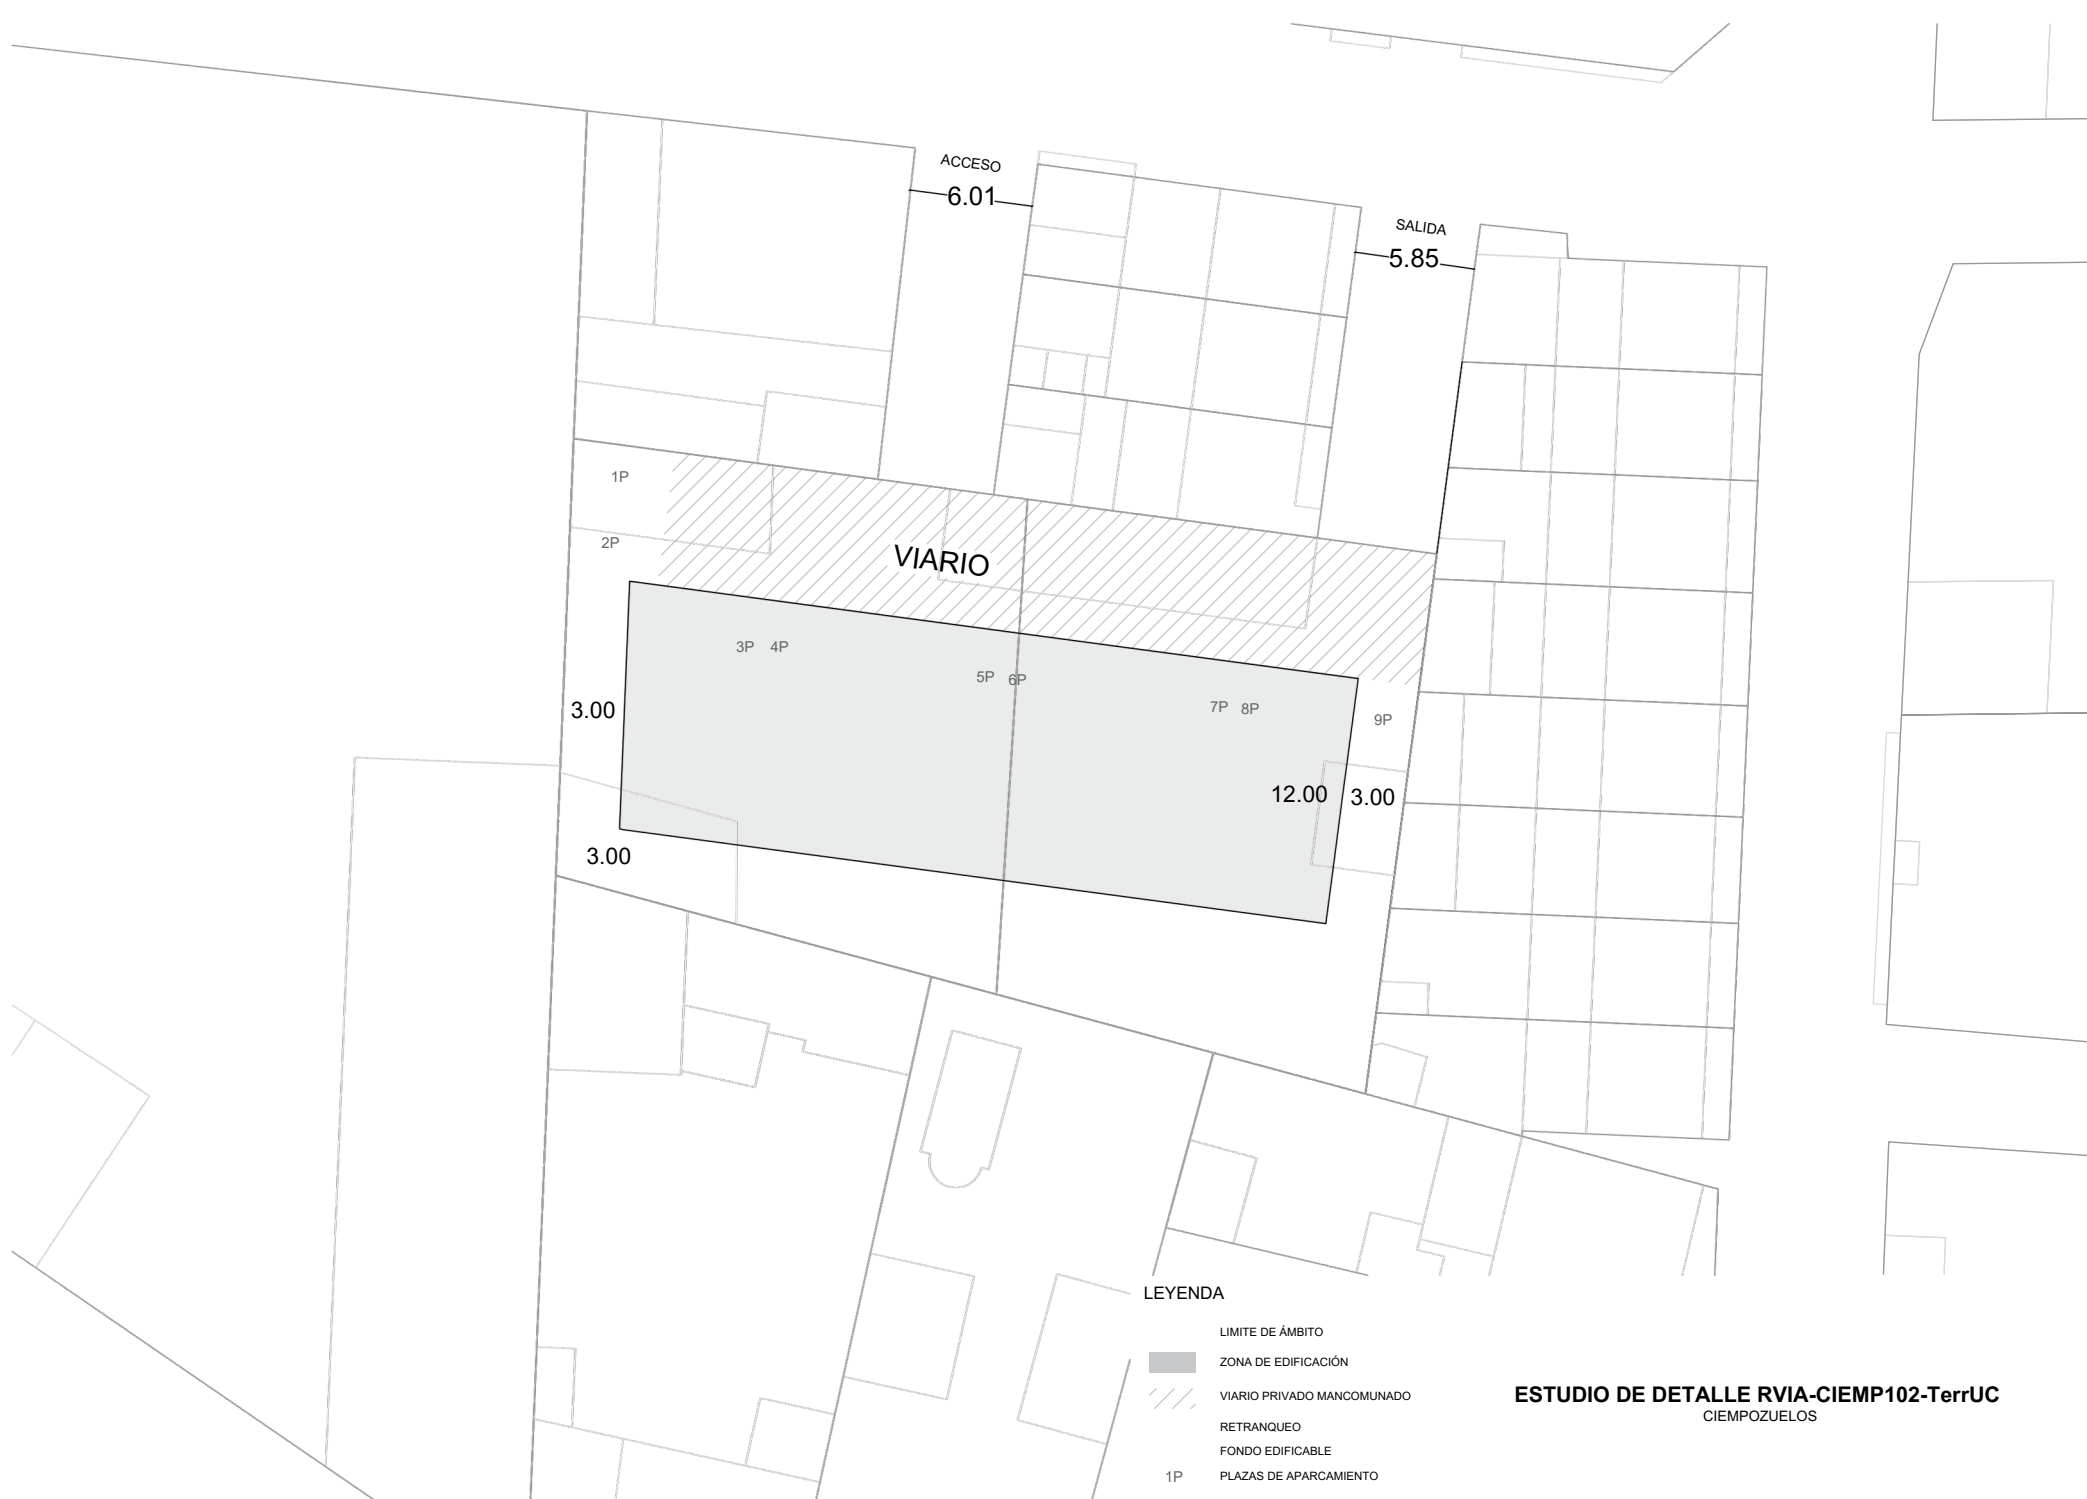 ACCESO
6.01
SALIDA
5.85
1P
2P
VIARIO
3P 4P
5P 6P
7P 8P
9P
3.00
12.00 3.00
3.00
LEYENDA
LIMITE DE ÁMBITO
ZONA DE EDIFICACIÓN
VIARIO PRIVADO MANCOMUNADO
RETRANQUEO
FONDO EDIFICABLE
1P PLAZAS DE APARCAMIENTO
ESTUDIO DE DETALLE RVIA-CIEMP102-TerrUC
CIEMPOZUELOS